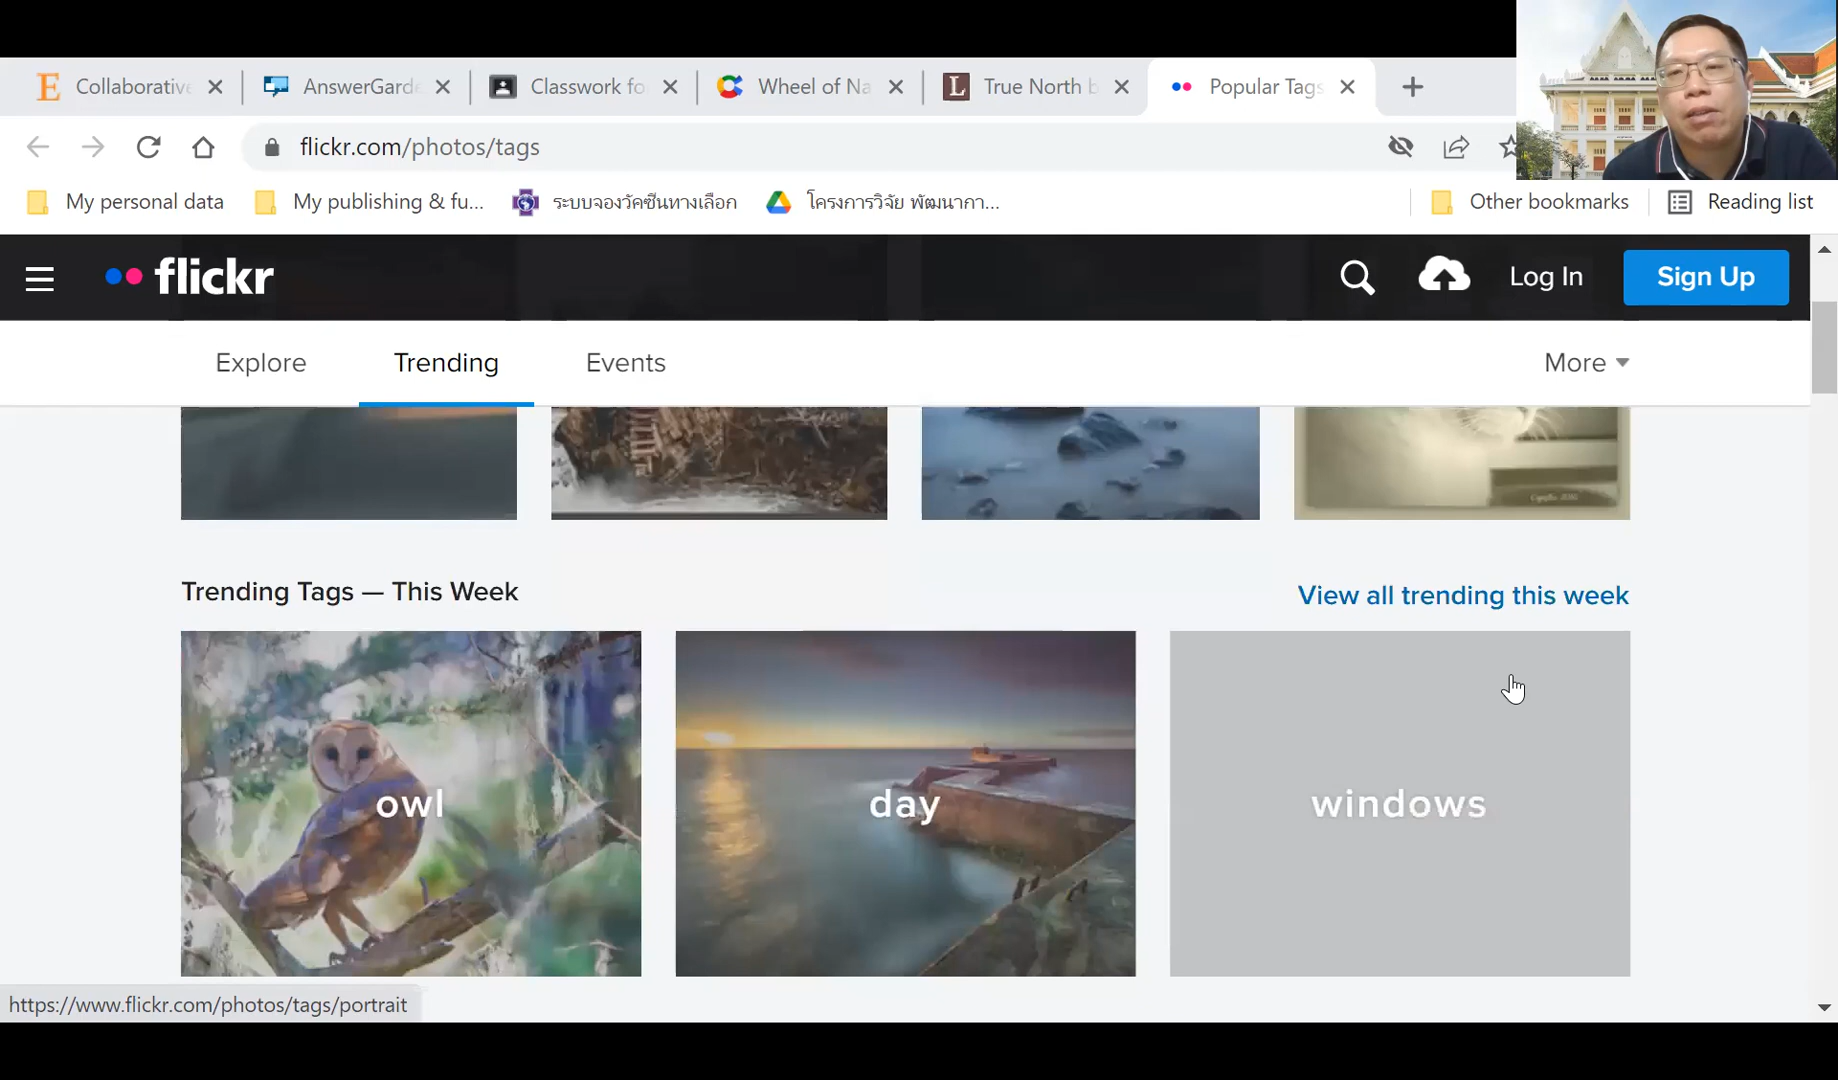 Collaborative
AnswerGarde
Classwork fo
Wheel of Na
True North b
Popular Tags
flickr.com/photos/tags
My personal data
My publishing & fu...
ระบบจองวัคซีนทางเลือก
โครงการวิจัย พัฒนากา...
Other bookmarks
Reading list
flickr
Log In
Sign Up
Explore
Trending
Events
More
Trending Tags — This Week
View all trending this week
owl
day
windows
https://www.flickr.com/photos/tags/portrait